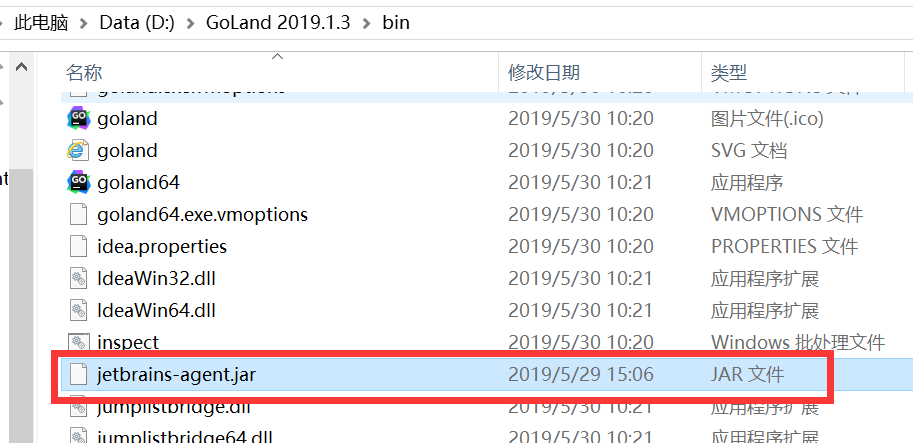 此电脑 > Data (D:) > GoLand 2019.1.3 > bin
名称 修改日期 类型
goland 2019/5/30 10:20 图片文件(.ico)
goland 2019/5/30 10:20 SVG 文档
goland64 2019/5/30 10:21 应用程序
goland64.exe.vmoptions 2019/5/30 10:20 VMOPTIONS 文件
idea.properties 2019/5/30 10:20 PROPERTIES 文件
IdeaWin32.dll 2019/5/30 10:21 应用程序扩展
IdeaWin64.dll 2019/5/30 10:21 应用程序扩展
inspect 2019/5/30 10:20 Windows 批处理文件
jetbrains-agent.jar 2019/5/29 15:06 JAR 文件
jumplistbridge.dll 2019/5/30 10:21 应用程序扩展
jumplistbridge64.dll 2019/5/30 10:21 应用程序扩展